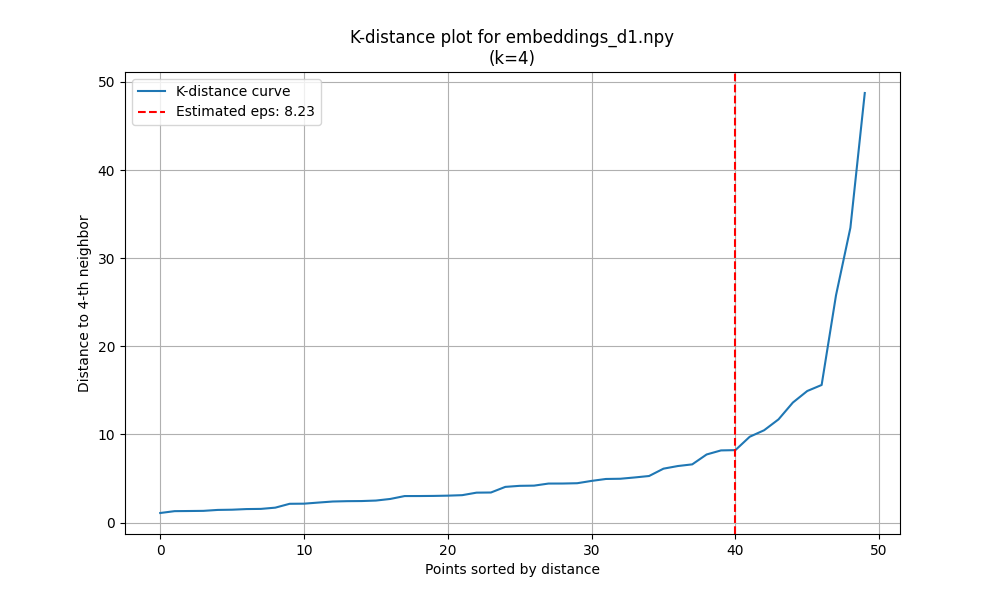 K-distance plot for embeddings_d1.npy
(k=4)
K-distance curve
Estimated eps: 8.23
Distance to 4-th neighbor
50
40
30
20
10
0
0 10 20 30 40 50
Points sorted by distance